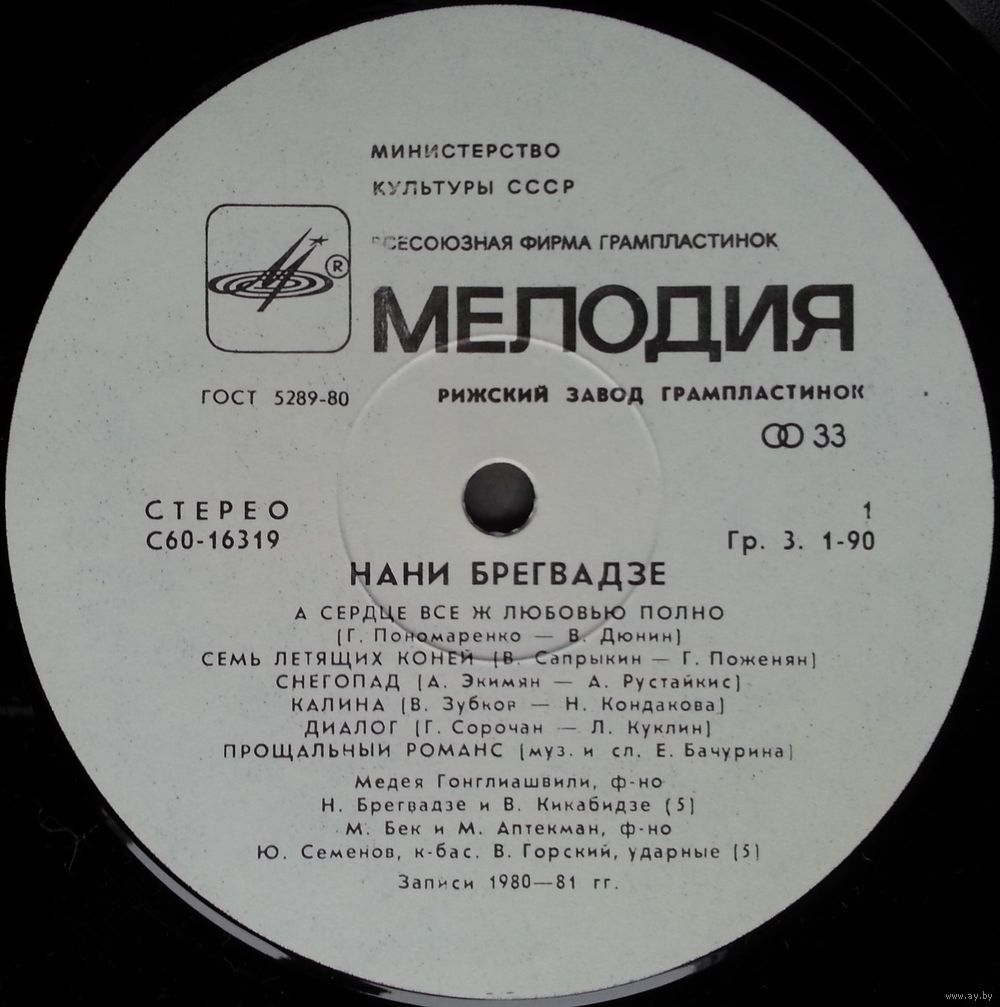 МИНИСТЕРСТВО
КУЛЬТУРЫ СССР
ВСЕСОЮЗНАЯ ФИРМА ГРАМПЛАСТИНОК
®
МЕЛОДИЯ
ГОСТ 5289-80
РИЖСКИЙ ЗАВОД ГРАМПЛАСТИНОК
33
СТЕРЕО
1
С60-16319
Гр. 3. 1-90
НАНИ БРЕГВАДЗЕ
А СЕРДЦЕ ВСЕ Ж ЛЮБОВЬЮ ПОЛНО
(Г. Пономаренко — В. Дюнин)
СЕМЬ ЛЕТЯЩИХ КОНЕЙ (В. Сапрыкин — Г. Поженян)
СНЕГОПАД (А. Экимян — А. Рустайкис)
КАЛИНА (В. Зубков — Н. Кондакова)
ДИАЛОГ (Г. Сорочан — Л. Куклин)
ПРОЩАЛЬНЫЙ РОМАНС (муз. и сл. Е. Бачурина)
Медея Гонглиашвили, ф-но
Н. Брегвадзе и В. Кикабидзе (5)
М. Бек и М. Аптекман, ф-но
Ю. Семенов, к-бас. В. Горский, ударные (5)
Записи 1980—81 гг.
www.ay.by